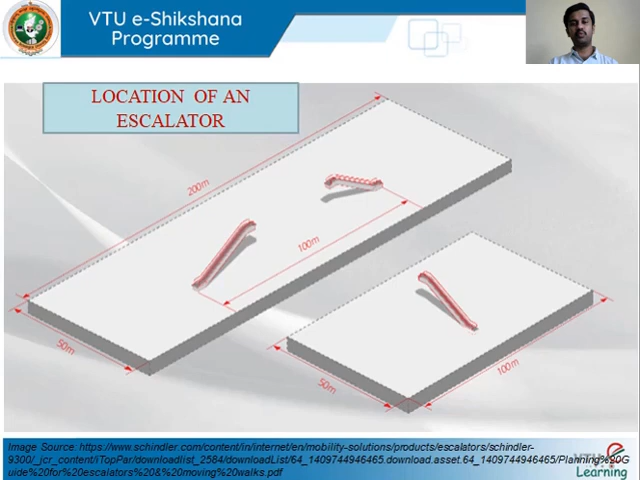 VTU e-Shikshana
Programme
LOCATION OF AN
ESCALATOR
200m
100m
50m
50m
100m
Image Source: https://www.schindler.com/content/in/internet/en/mobility-solutions/products/escalators/schindler-
9300/_jcr_content/iTopPar/downloadlist_2584/downloadList/64_1409744946465.download.asset.64_1409744946465/Planning%20G
uide%20for%20escalators%20&%20moving%20walks.pdf
VTU e
Learning